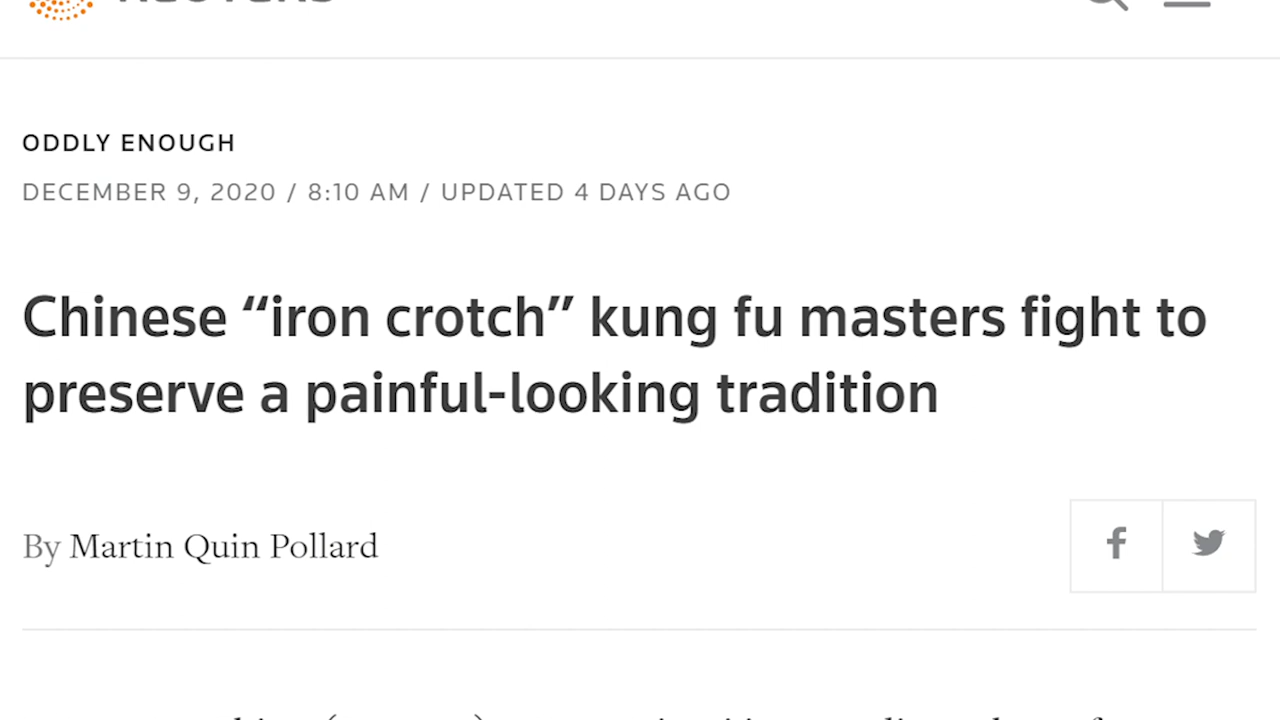 REUTERS
ODDLY ENOUGH
DECEMBER 9, 2020 / 8:10 AM / UPDATED 4 DAYS AGO
Chinese “iron crotch” kung fu masters fight to
preserve a painful-looking tradition
By Martin Quin Pollard